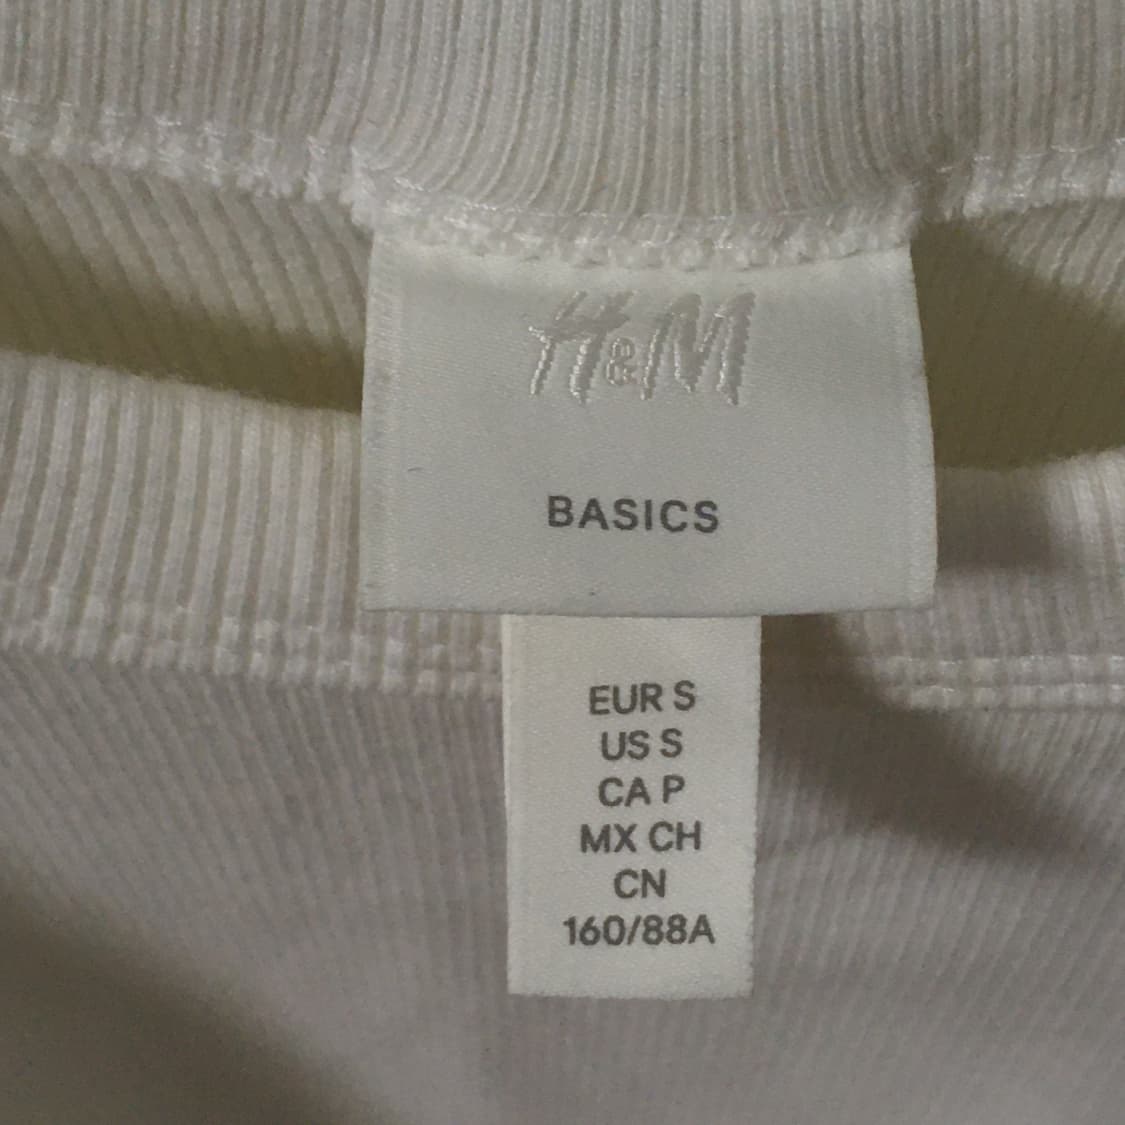 H&M
BASICS
EUR S
US S
CA P
MX CH
CN
160/88A